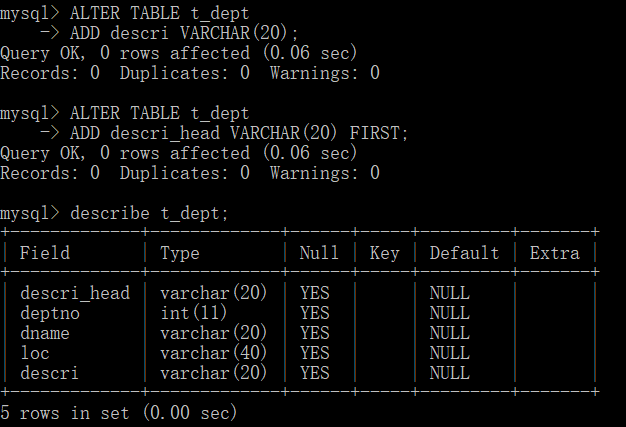 mysql> ALTER TABLE t_dept
    -> ADD descri VARCHAR(20);
Query OK, 0 rows affected (0.06 sec)
Records: 0  Duplicates: 0  Warnings: 0

mysql> ALTER TABLE t_dept
    -> ADD descri_head VARCHAR(20) FIRST;
Query OK, 0 rows affected (0.06 sec)
Records: 0  Duplicates: 0  Warnings: 0

mysql> describe t_dept;
+-------------+-------------+------+-----+---------+-------+
| Field       | Type        | Null | Key | Default | Extra |
+-------------+-------------+------+-----+---------+-------+
| descri_head | varchar(20) | YES  |     | NULL    |       |
| deptno      | int(11)     | YES  |     | NULL    |       |
| dname       | varchar(20) | YES  |     | NULL    |       |
| loc         | varchar(40) | YES  |     | NULL    |       |
| descri      | varchar(20) | YES  |     | NULL    |       |
+-------------+-------------+------+-----+---------+-------+
5 rows in set (0.00 sec)